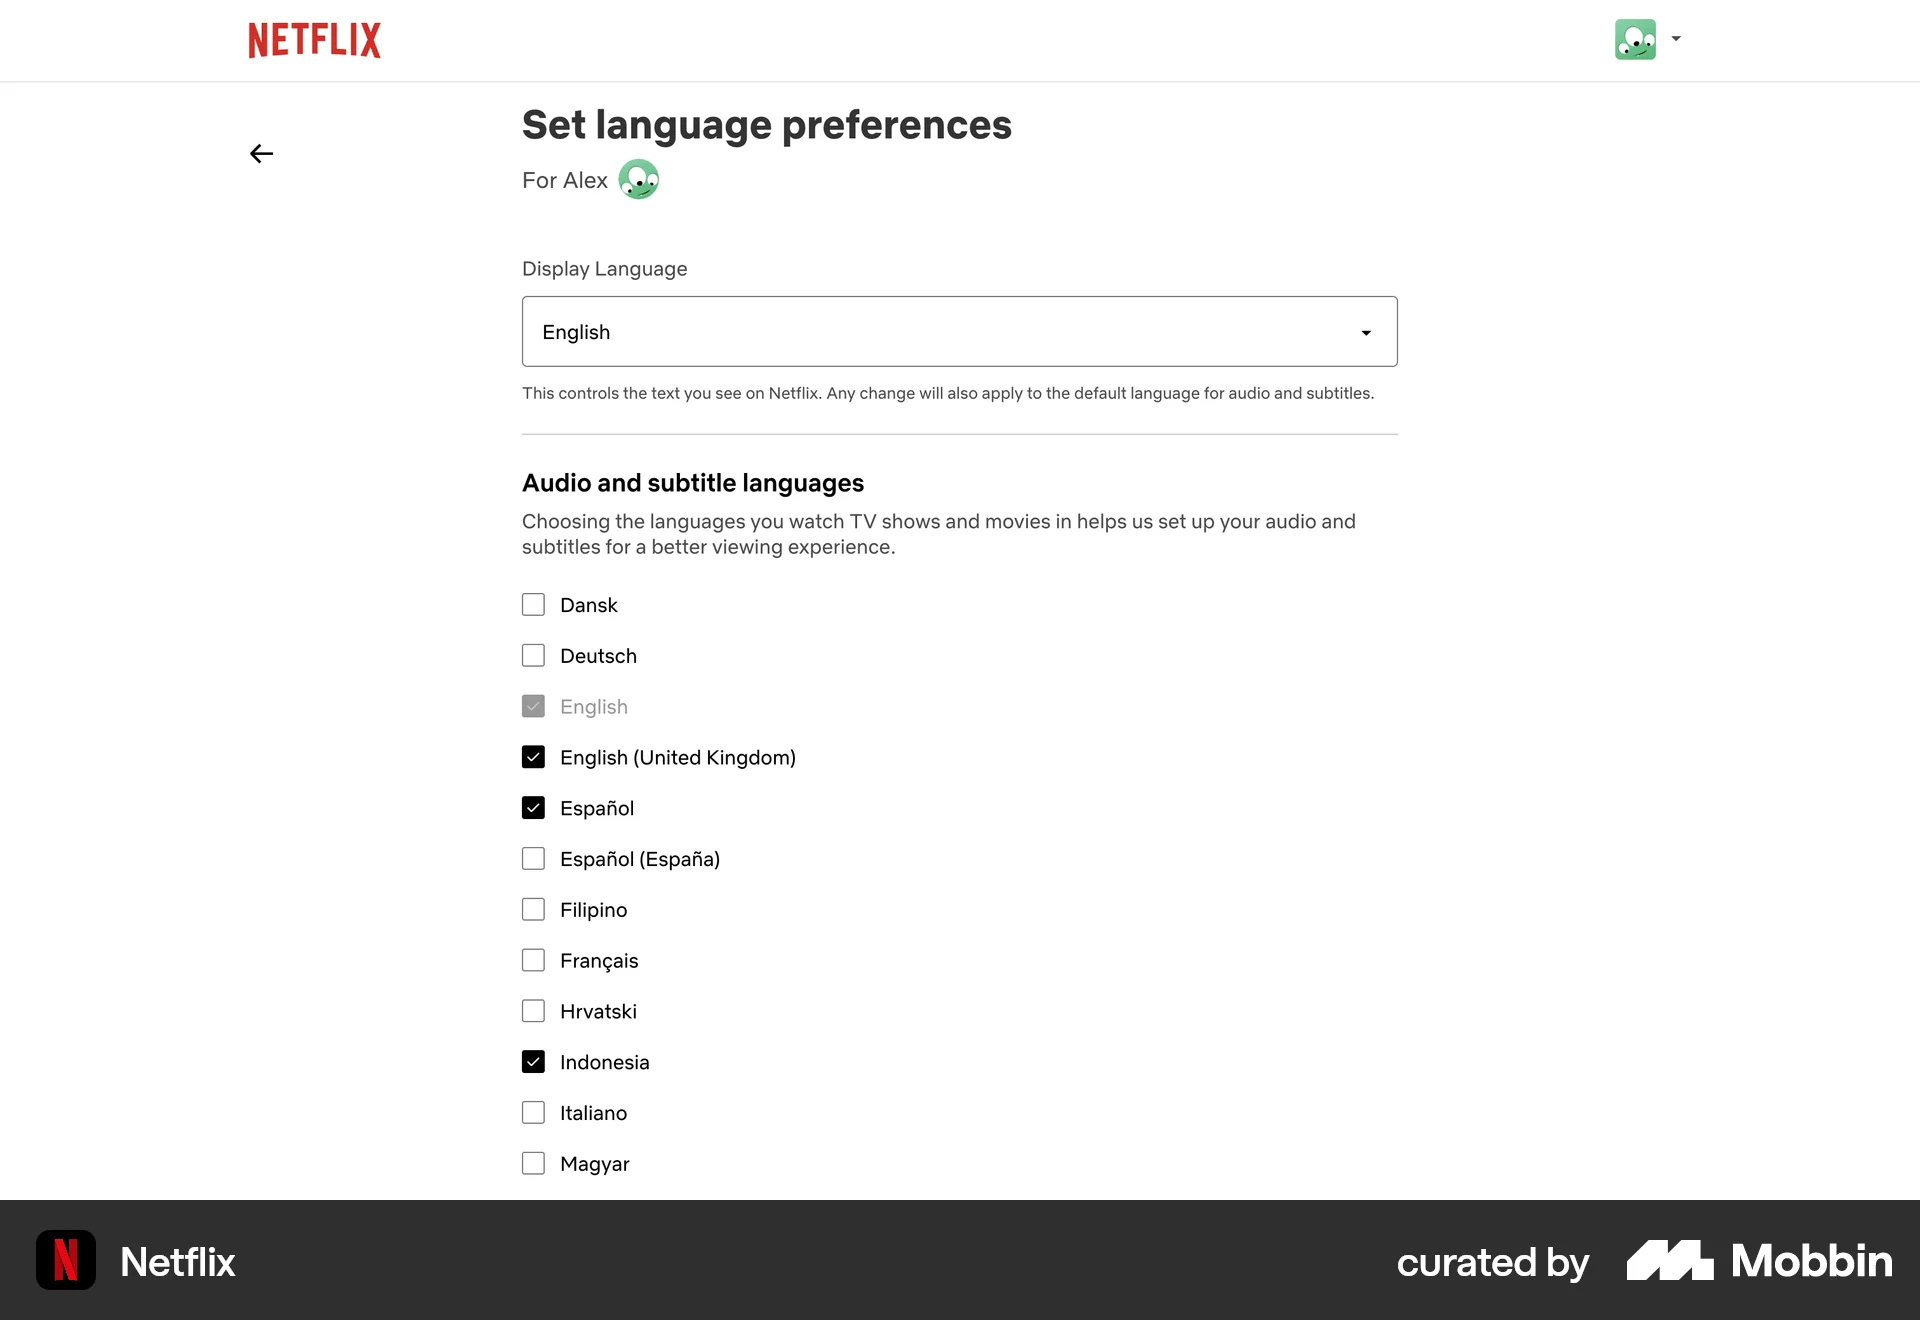 NETFLIX
Set language preferences
For Alex
Display Language
English
This controls the text you see on Netflix. Any change will also apply to the default language for audio and subtitles.
Audio and subtitle languages
Choosing the languages you watch TV shows and movies in helps us set up your audio and
subtitles for a better viewing experience.
Dansk
Deutsch
English
English (United Kingdom)
Español
Español (España)
Filipino
Français
Hrvatski
Indonesia
Italiano
Magyar
N Netflix
curated by Mobbin